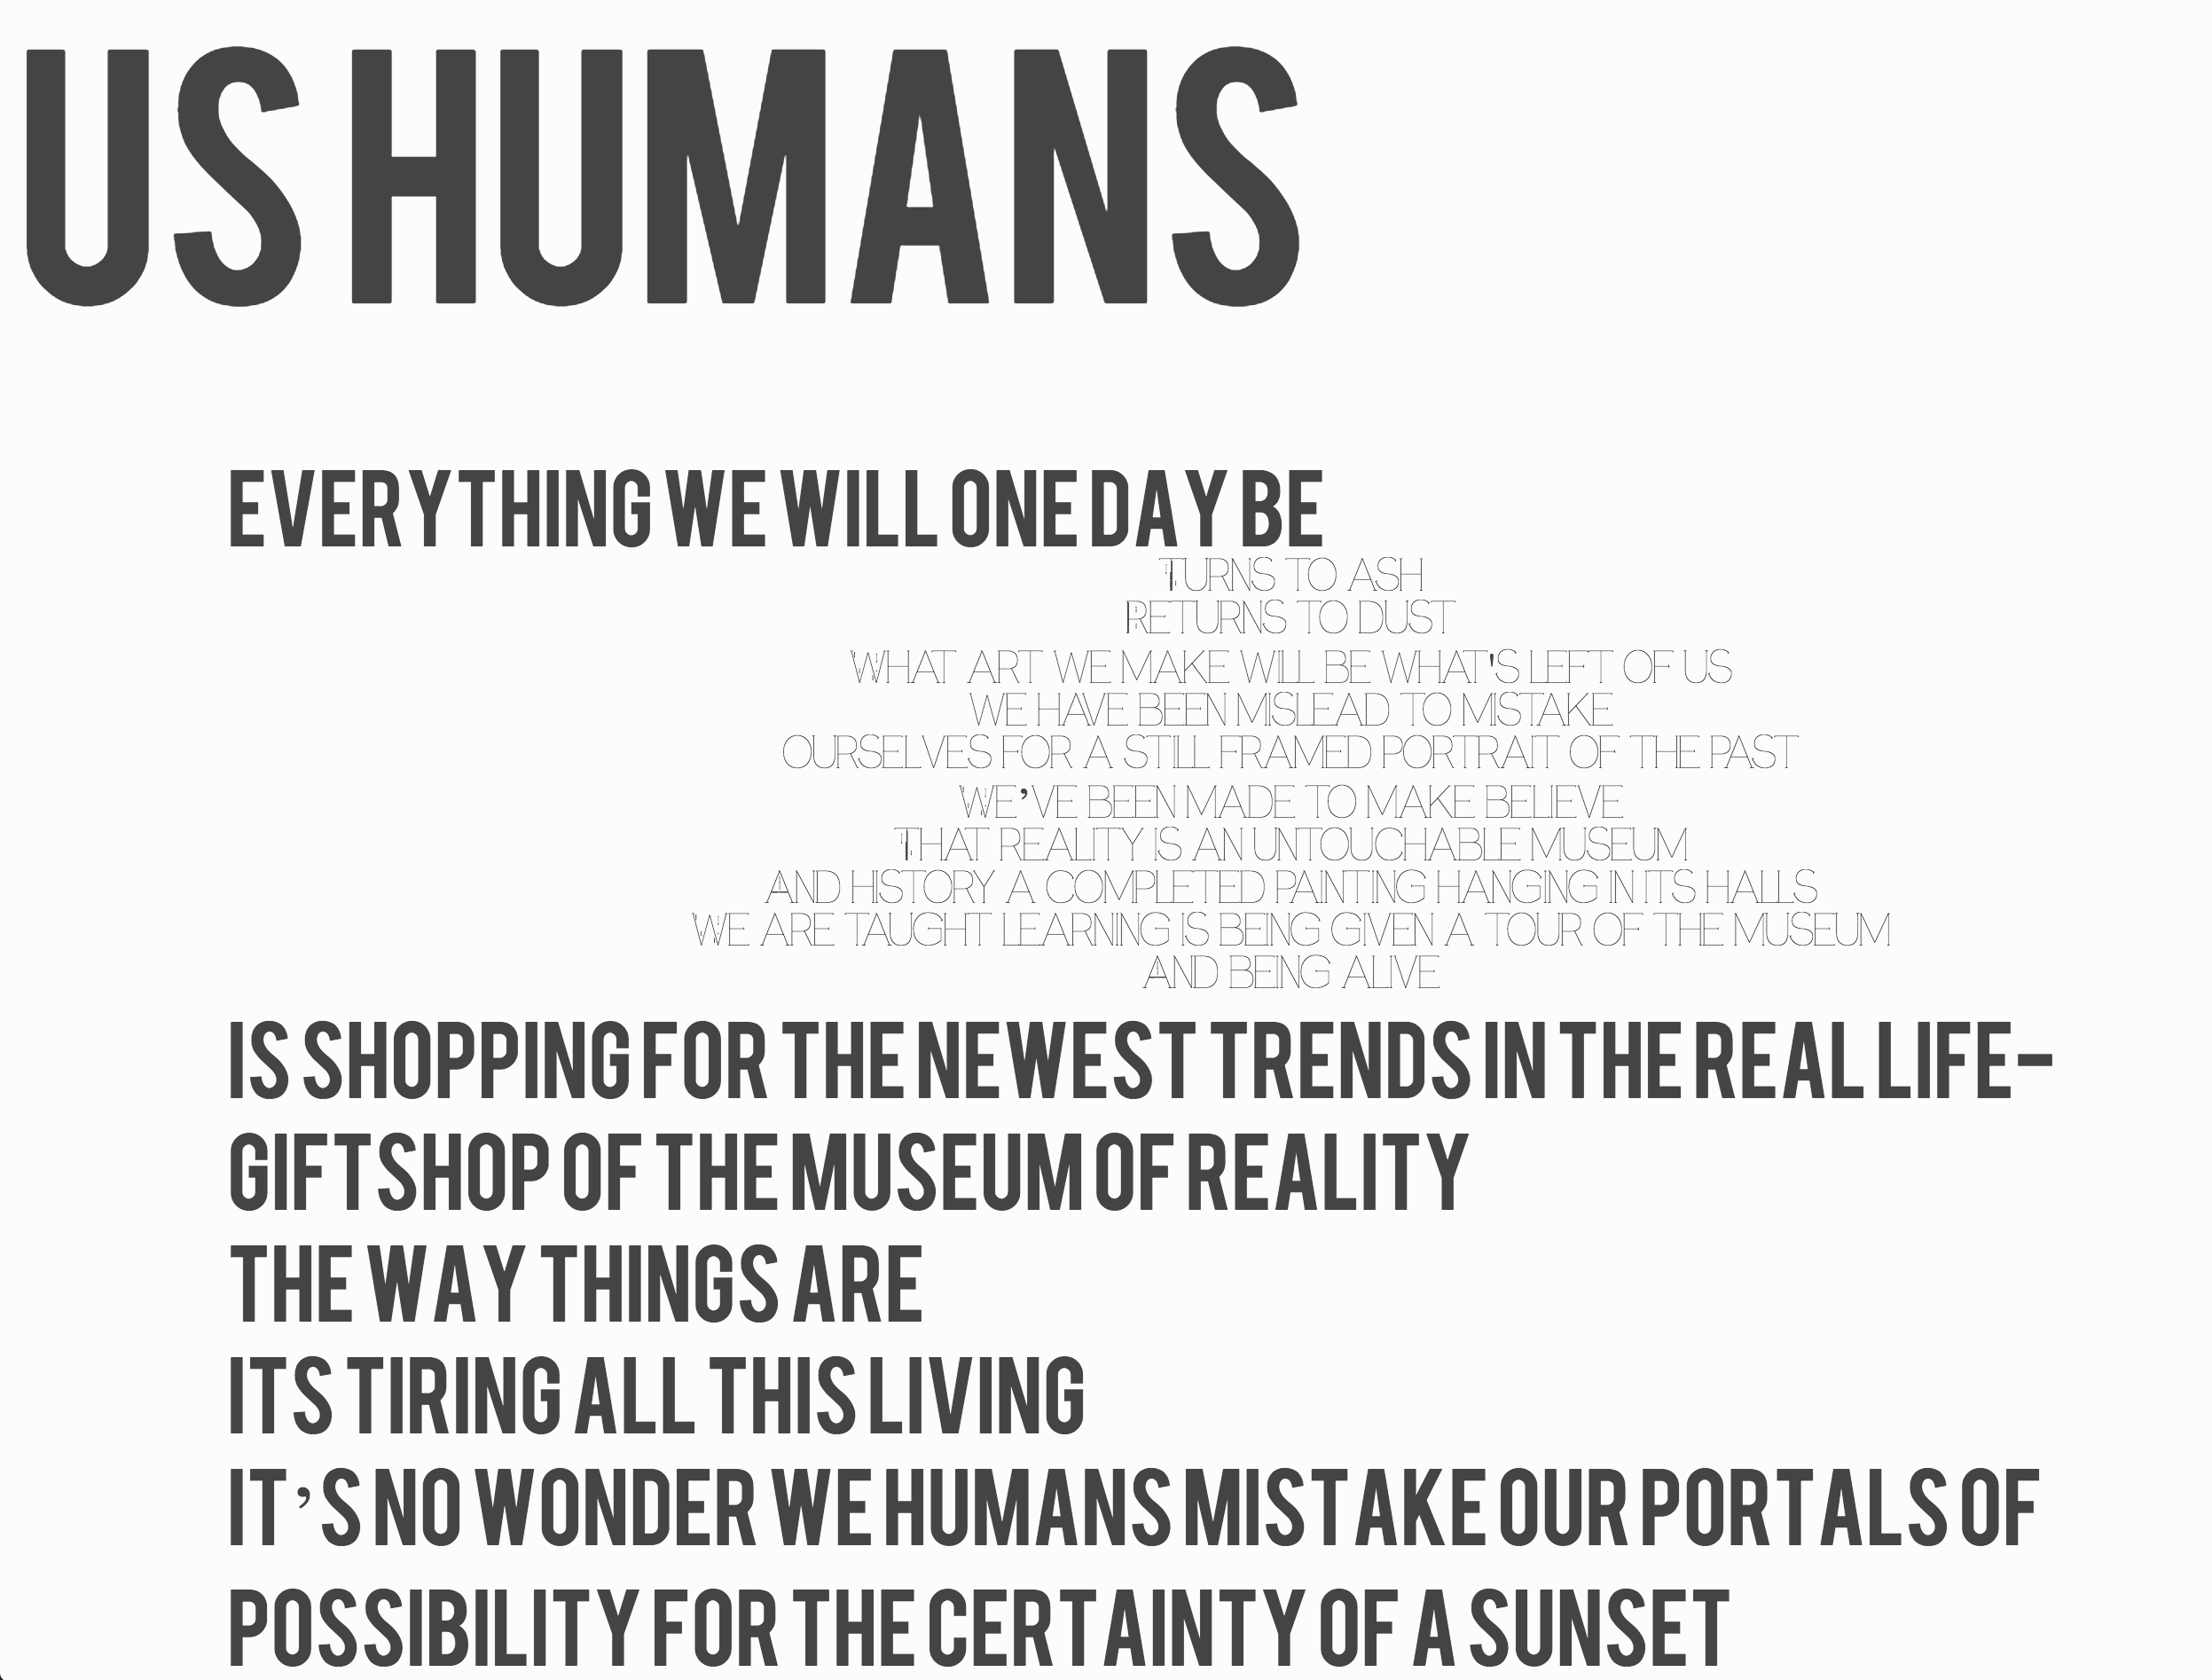 US HUMANS
EVERYTHING WE WILL ONE DAY BE
TURNS TO ASH
RETURNS TO DUST
WHAT ART WE MAKE WILL BE WHAT'S LEFT OF US
WE HAVE BEEN MISLEAD TO MISTAKE
OURSELVES FOR A STILL FRAMED PORTRAIT OF THE PAST
WE'VE BEEN MADE TO MAKE BELIEVE
THAT REALITY IS AN UNTOUCHABLE MUSEUM
AND HISTORY A COMPLETED PAINTING HANGING IN ITS HALLS
WE ARE TAUGHT LEARNING IS BEING GIVEN A TOUR OF THE MUSEUM
AND BEING ALIVE
IS SHOPPING FOR THE NEWEST TRENDS IN THE REAL LIFE-
GIFTSHOP OF THE MUSEUM OF REALITY
THE WAY THINGS ARE
ITS TIRING ALL THIS LIVING
IT'S NO WONDER WE HUMANS MISTAKE OUR PORTALS OF
POSSIBILITY FOR THE CERTAINTY OF A SUNSET